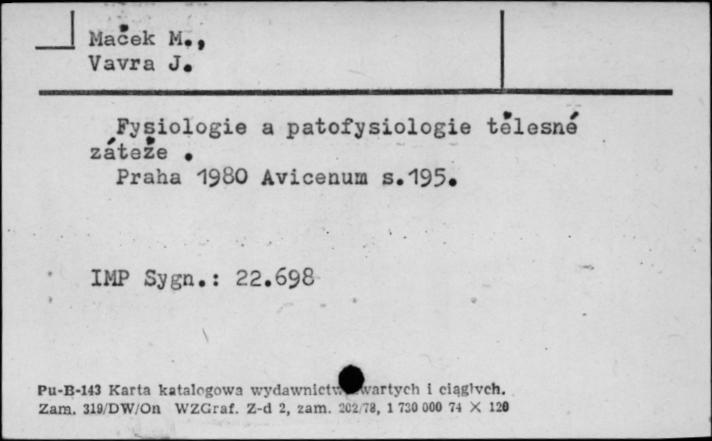 Maček M.,
Vavra J.
Fysiologie a patofysiologie tělesné
zátěže .
Praha 1980 Avicenum s.195.
IMP Sygn.: 22.698
Pu-B-143 Karta katalogowa wydawnictw zwartych i ciągłych.
Zam. 319/DW/On WZGraf. Z-d 2, zam. 202/78, 1 730 000 74 X 120